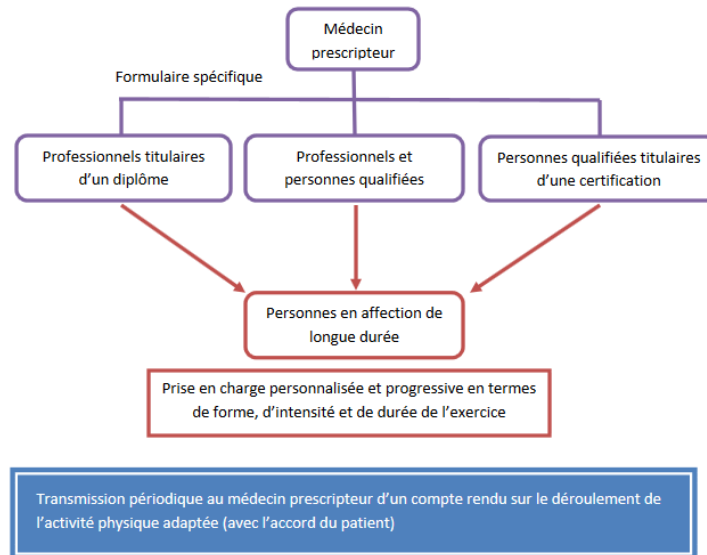 Médecin
prescripteur
Formulaire spécifique
Professionnels titulaires
d'un diplôme
Professionnels et
personnes qualifiées
Personnes qualifiées titulaires
d'une certification
Personnes en affection de
longue durée
Prise en charge personnalisée et progressive en termes
de forme, d'intensité et de durée de l'exercice
Transmission périodique au médecin prescripteur d'un compte rendu sur le déroulement de
l'activité physique adaptée (avec l'accord du patient)